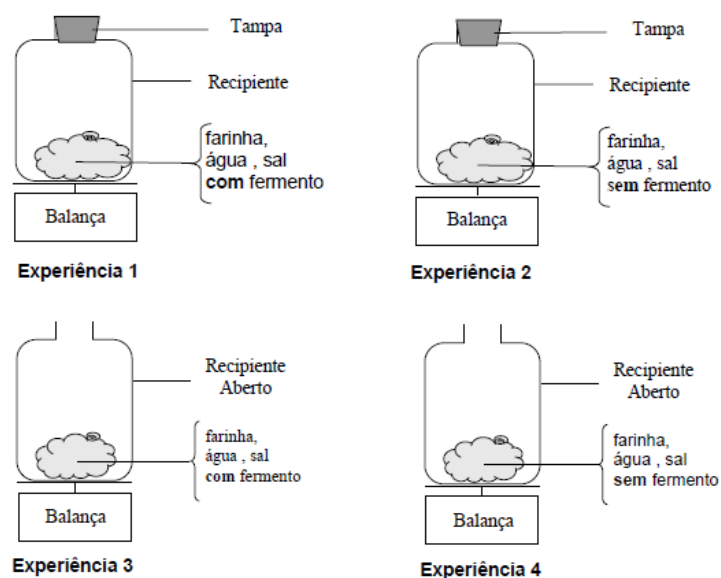 Tampa
Recipiente
farinha,
água , sal
com fermento
Balança
Experiência 1
Tampa
Recipiente
farinha,
água , sal
sem fermento
Balança
Experiência 2
Recipiente
Aberto
farinha,
água , sal
com fermento
Balança
Experiência 3
Recipiente
Aberto
farinha,
água , sal
sem fermento
Balança
Experiência 4